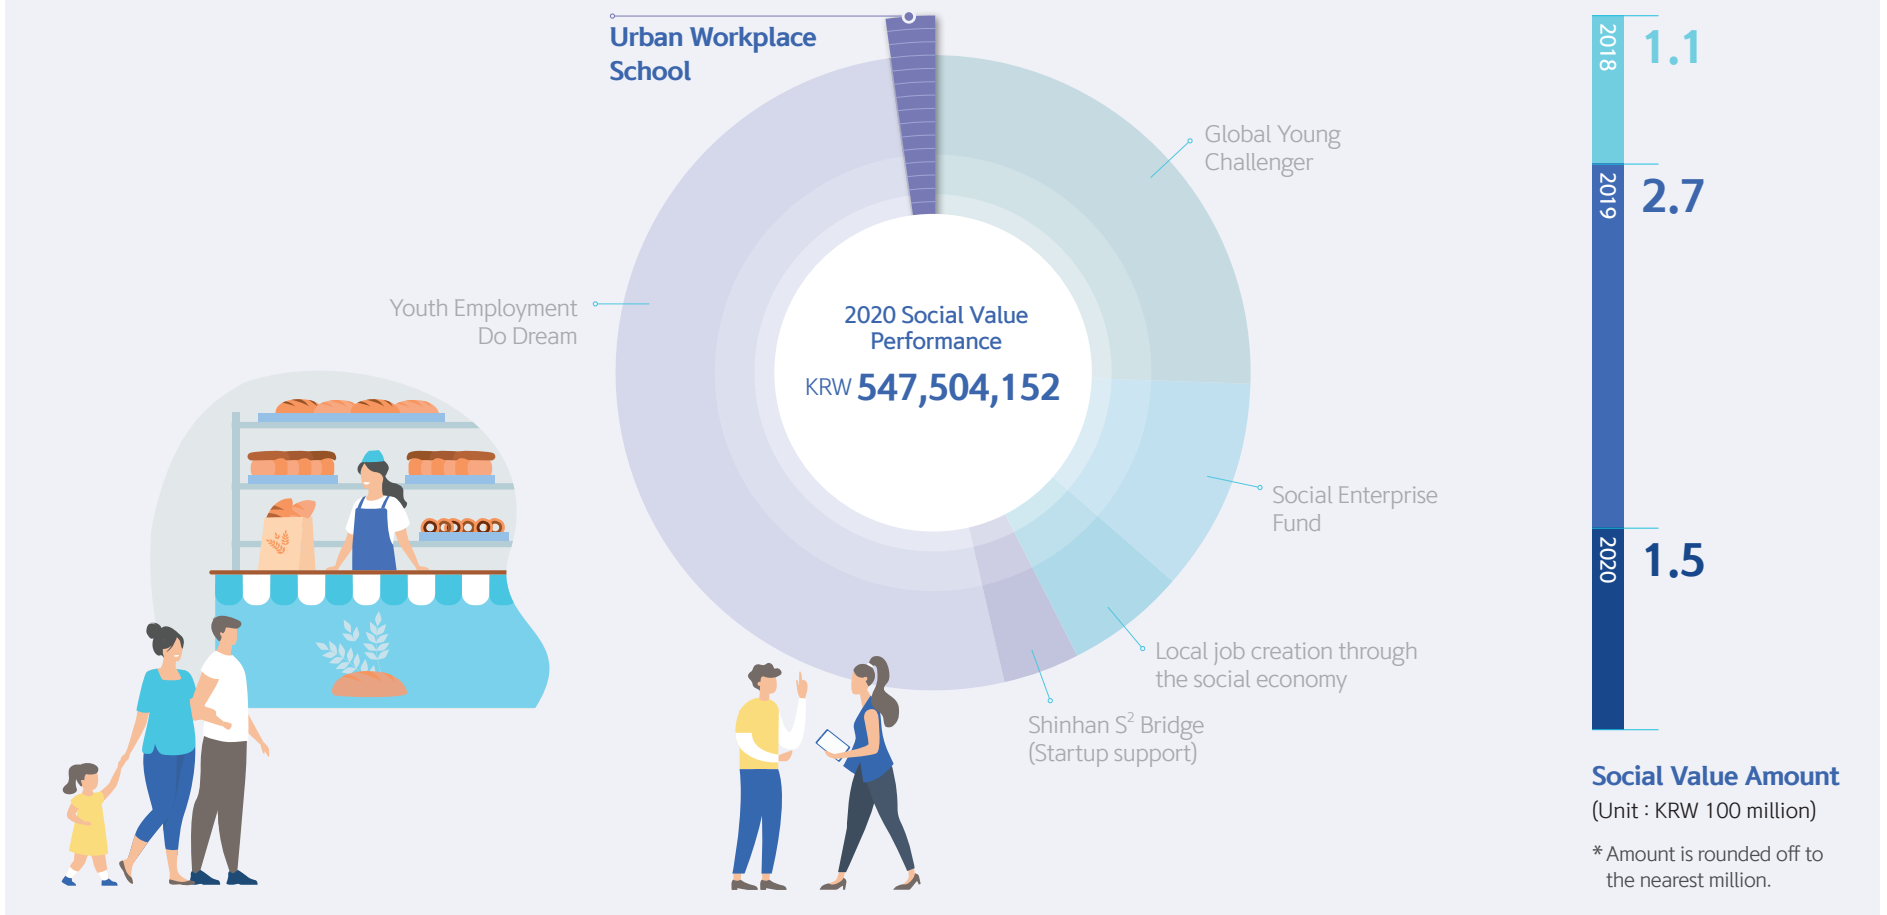 Urban Workplace
School
Global Young
Challenger
Youth Employment
Do Dream
2020 Social Value
Performance
KRW 547,504,152
Social Enterprise
Fund
Local job creation through
the social economy
Shinhan S² Bridge
(Startup support)
2018
1.1
2019
2.7
2020
1.5
Social Value Amount
(Unit : KRW 100 million)
* Amount is rounded off to
the nearest million.